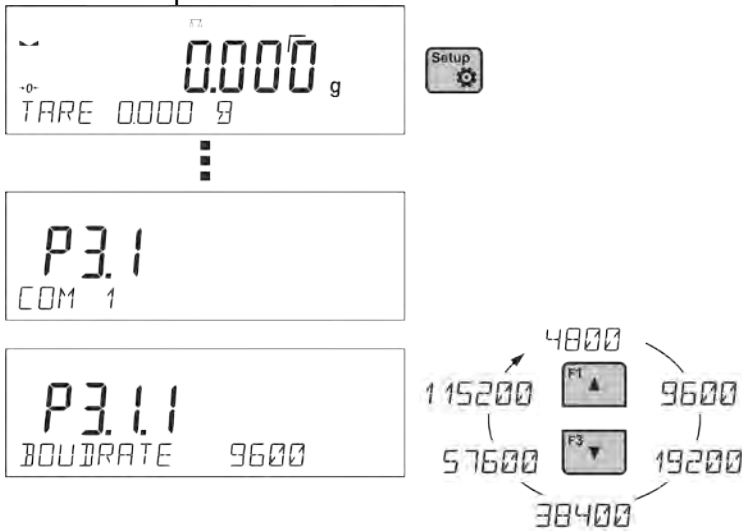 0.000 g
TARE 0.000 g
Setup
P3.1
COM 1
P3.1.1
BOUDRATE 9600
4800
115200
F1
9600
57600
F3
19200
38400